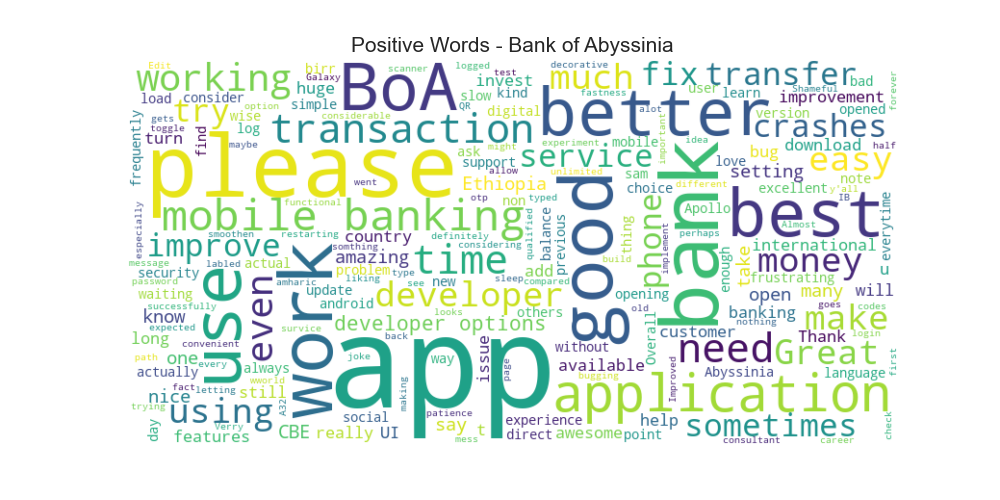 Positive Words - Bank of Abyssinia
Edit
scanner
logged
test
decorative
working
BoA
much
fix
transfer
Galaxy
birr
huge
invest
QR
kind
fastness
user
Shameful
bad
forever
load
consider
option
simple
slow
alot
learn
improvement
try
wise
considerable
digital
better
version
opened
gets
toggle
turn
find
log
transaction
might
experiment
mobile
important
idea
crashes
half
frequently
maybe
please
ask
support
allow
service
bug
download
love
easy
unlimited
sam
setting
note
Ethiopia
different
excellent
y'all
went
otp
typed
choice
IB
functional
non
Apollo
mobile banking
good
bank
best
Almost
everytime
especially
smoothen
restarting
definitely
considering
qualified
balance
previous
thing
build
phone
perhaps
implement
u
improve
somthing
country
time
international
message
labled
actual
amazing
add
enough
take
money
security
amharic
problem
type
see
sleep
compared
frustrating
password
liking
new
successfully
use
work
update
android
developer
opening
old
many
will
waiting
even
looks
others
open
goes
codes
know
expected
survice
developer options
banking
make
login
long
convenient
back
without
Overall
customer
nothing
Thank
first
one
path
every
joke
way
issue
page
available
need
Great
actually
fact
letting
app
Abyssinia
language
always
wworld
bugging
nice
still
A32
making
application
Improved
trying
using
social
patience
experience
help
sometimes
day
Verry
CBE
really
UI
say
t
direct
awesome
point
features
mess
consultant
career
check